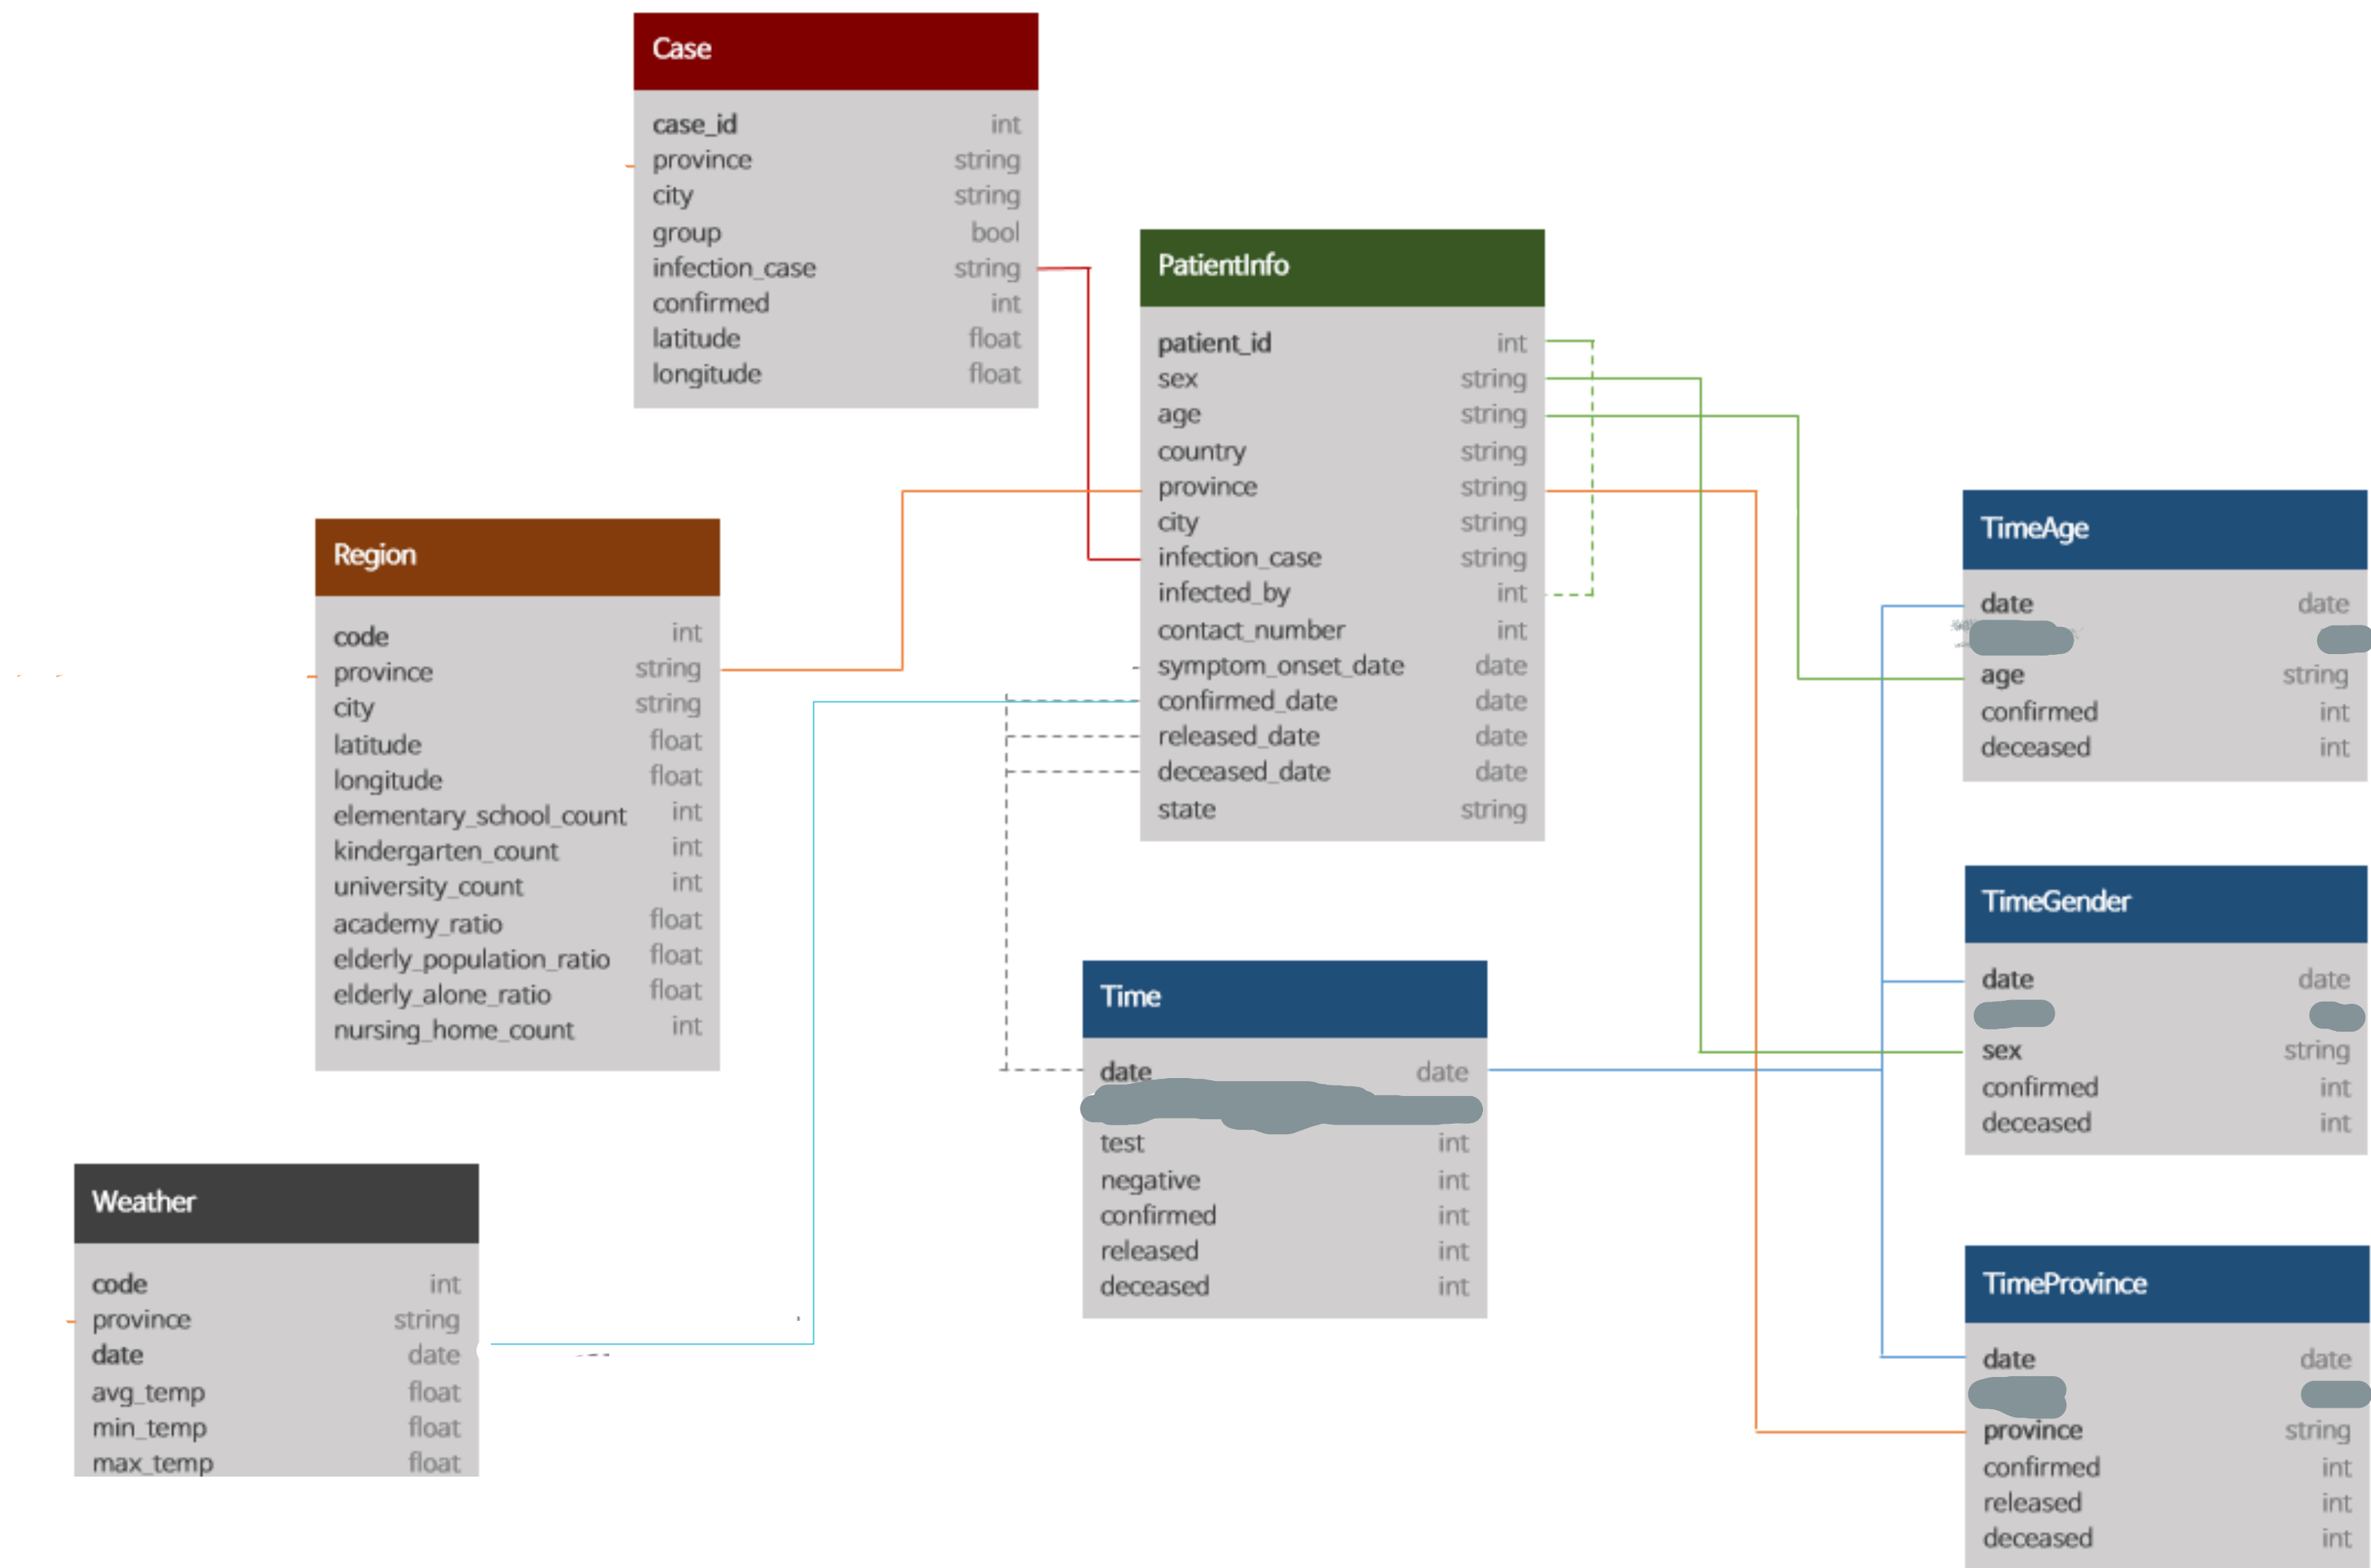 Case
case_id int
province string
city string
group bool
infection_case string
confirmed int
latitude float
longitude float
PatientInfo
patient_id int
sex string
age string
country string
province string
city string
infection_case string
infected_by int
contact_number int
symptom_onset_date date
confirmed_date date
released_date date
deceased_date date
state string
Region
code int
province string
city string
latitude float
longitude float
elementary_school_count int
kindergarten_count int
university_count int
academy_ratio float
elderly_population_ratio float
elderly_alone_ratio float
nursing_home_count int
TimeAge
date date
age string
confirmed int
deceased int
TimeGender
date date
sex string
confirmed int
deceased int
Time
date date
test int
negative int
confirmed int
released int
deceased int
Weather
code int
province string
date date
avg_temp float
min_temp float
max_temp float
TimeProvince
date date
province string
confirmed int
released int
deceased int